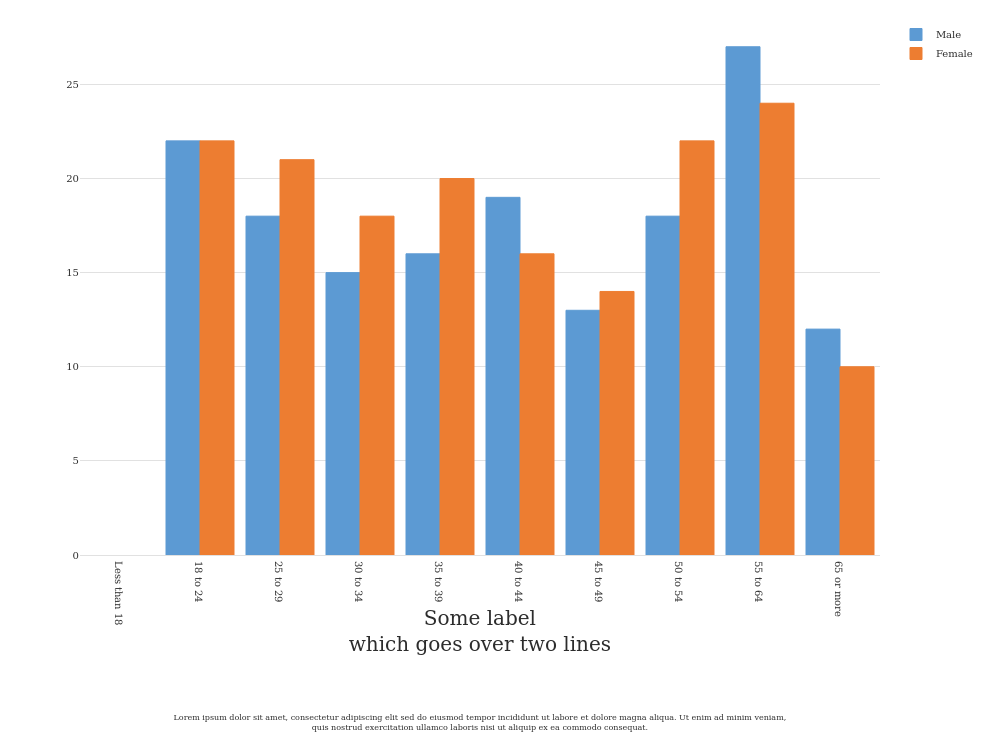 Male
Female
25
20
15
10
5
0
Less than 18
18 to 24
25 to 29
30 to 34
35 to 39
40 to 44
45 to 49
50 to 54
55 to 64
65 or more
Some label
which goes over two lines
Lorem ipsum dolor sit amet, consectetur adipiscing elit sed do eiusmod tempor incididunt ut labore et dolore magna aliqua. Ut enim ad minim veniam,
quis nostrud exercitation ullamco laboris nisi ut aliquip ex ea commodo consequat.